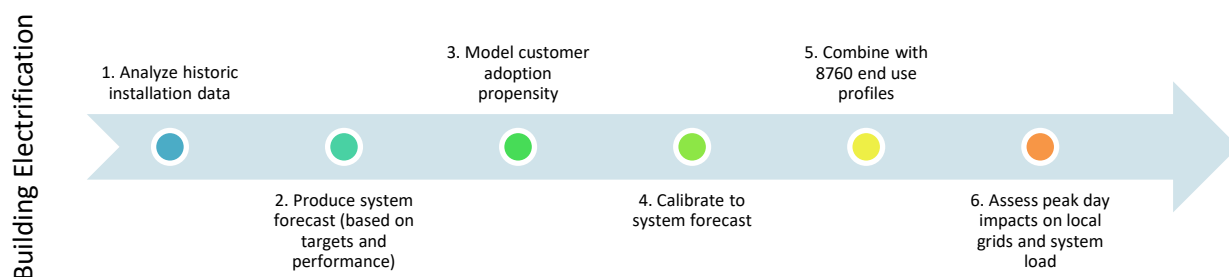 Building Electrification
1. Analyze historic
installation data
2. Produce system
forecast (based on
targets and
performance)
3. Model customer
adoption
propensity
4. Calibrate to
system forecast
5. Combine with
8760 end use
profiles
6. Assess peak day
impacts on local
grids and system
load